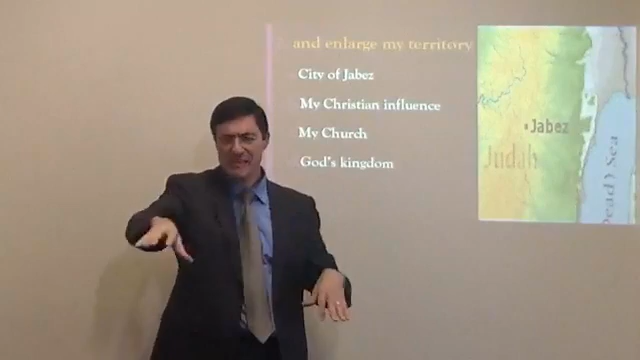 and enlarge my territory
City of Jabez
My Christian influence
My Church
God's kingdom
Jabez
Judah
Dead Sea